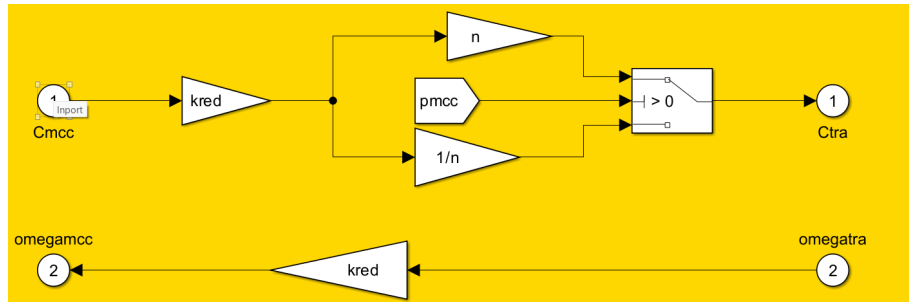 n
1
Inport
kred
pmcc
> 0
1
Cmcc
Ctra
1/n
omegamcc
omegatra
2
kred
2